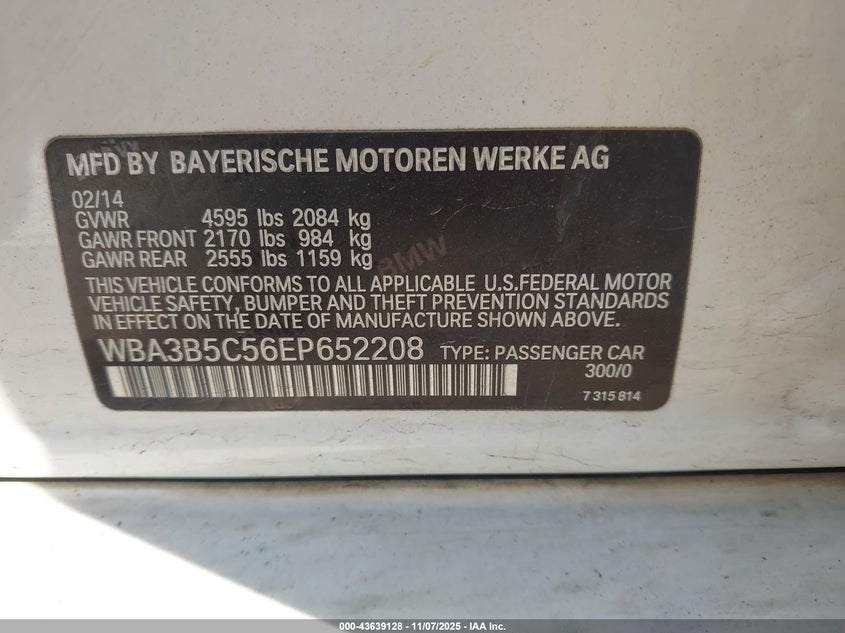 MFD BY BAYERISCHE MOTOREN WERKE AG
02/14
GVWR 4595 lbs 2084 kg
GAWR FRONT 2170 lbs 984 kg
GAWR REAR 2555 lbs 1159 kg
BMW
THIS VEHICLE CONFORMS TO ALL APPLICABLE U.S.FEDERAL MOTOR
VEHICLE SAFETY, BUMPER AND THEFT PREVENTION STANDARDS
IN EFFECT ON THE DATE OF MANUFACTURE SHOWN ABOVE.
WBA3B5C56EP652208 TYPE: PASSENGER CAR
300/0
7 315 814
000-43639128 - 11/07/2025 - IAA Inc.